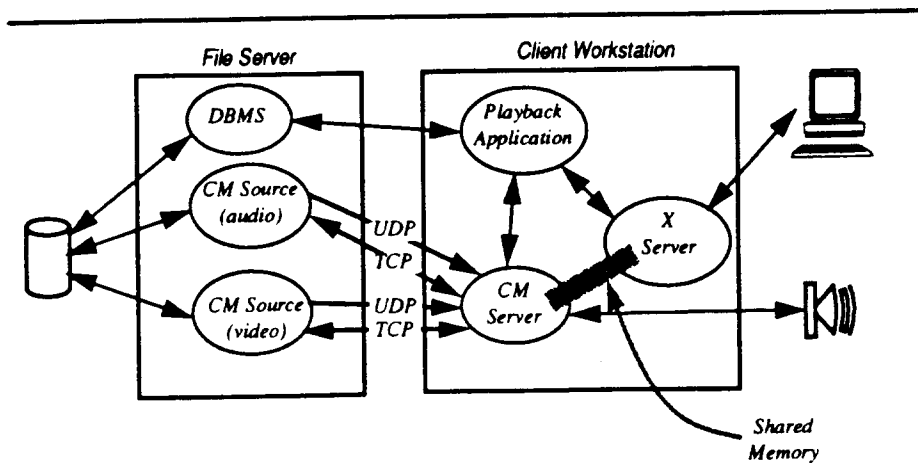 File Server
Client Workstation
DBMS
Playback
Application
CM Source
(audio)
UDP
TCP
X
Server
CM Source
(video)
UDP
TCP
CM
Server
Shared
Memory